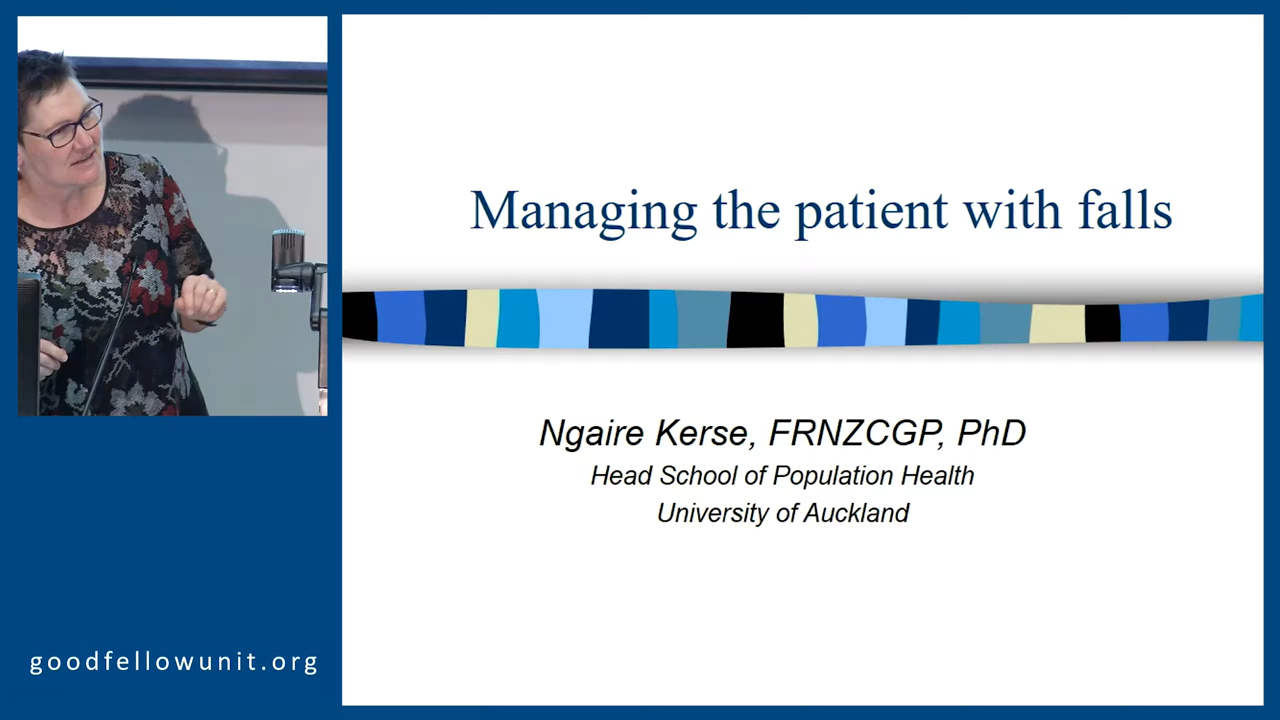 Managing the patient with falls
Ngaire Kerse, FRNZCGP, PhD
Head School of Population Health
University of Auckland
goodfellowunit.org